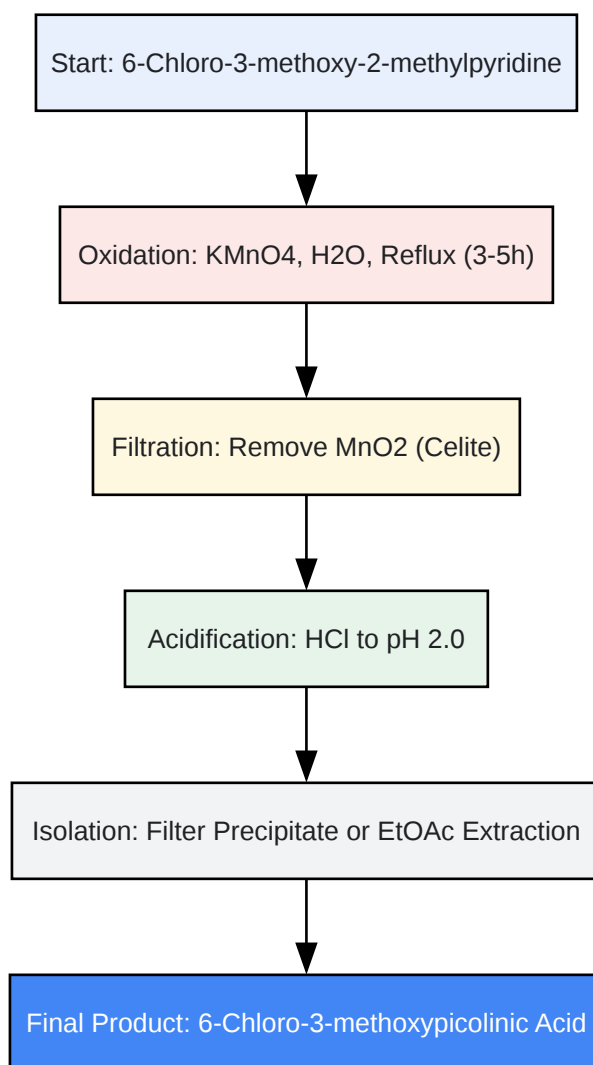 Start: 6-Chloro-3-methoxy-2-methylpyridine
Oxidation: KMnO4, H2O, Reflux (3-5h)
Filtration: Remove MnO2 (Celite)
Acidification: HCl to pH 2.0
Isolation: Filter Precipitate or EtOAc Extraction
Final Product: 6-Chloro-3-methoxypicolinic Acid